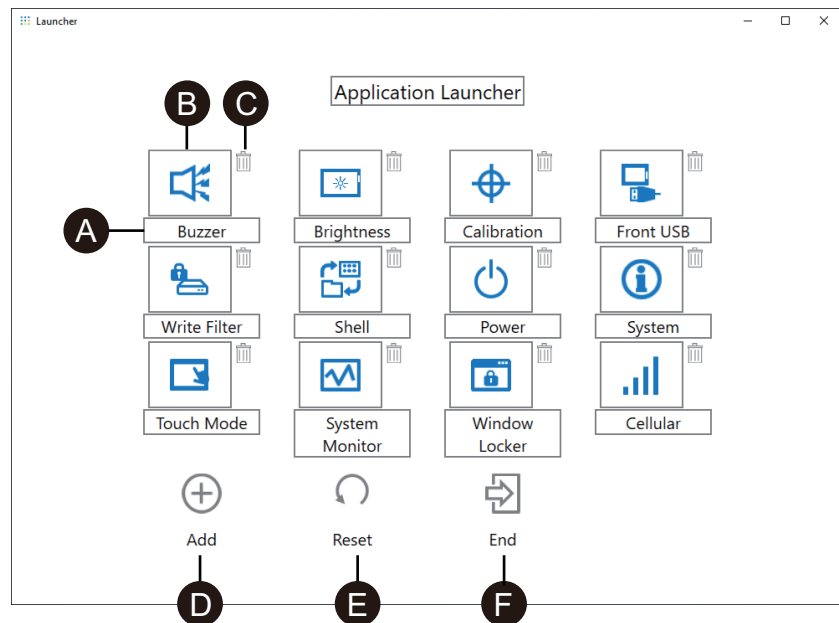 Launcher
Application Launcher
B
C
A
Buzzer
Brightness
Calibration
Front USB
Write Filter
Shell
Power
System
Touch Mode
System
Monitor
Window
Locker
Cellular
Add
Reset
End
D
E
F